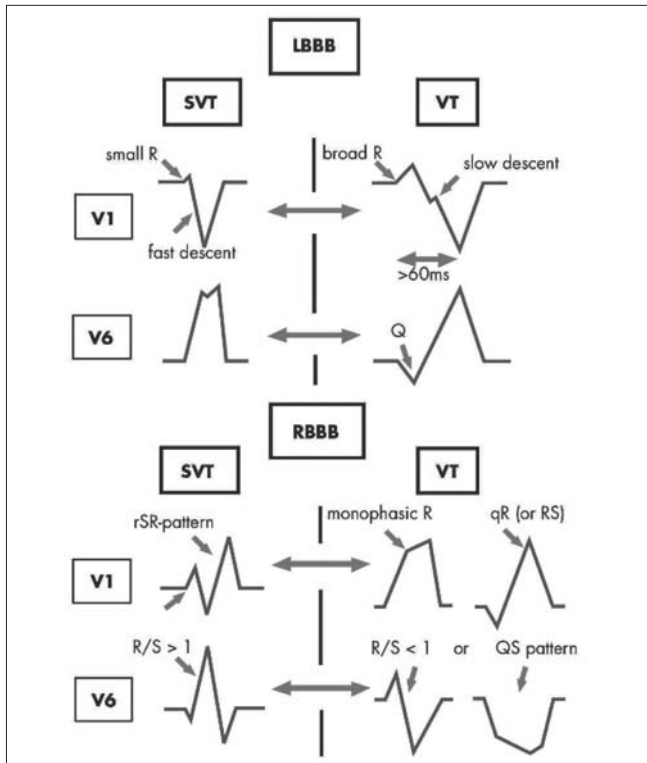 LBBB
SVT VT
small R broad R slow descent
V1
fast descent
>60ms
V6 Q
RBBB
SVT VT
rSR-pattern monophasic R qR (or RS)
V1
R/S > 1 R/S < 1 or QS pattern
V6